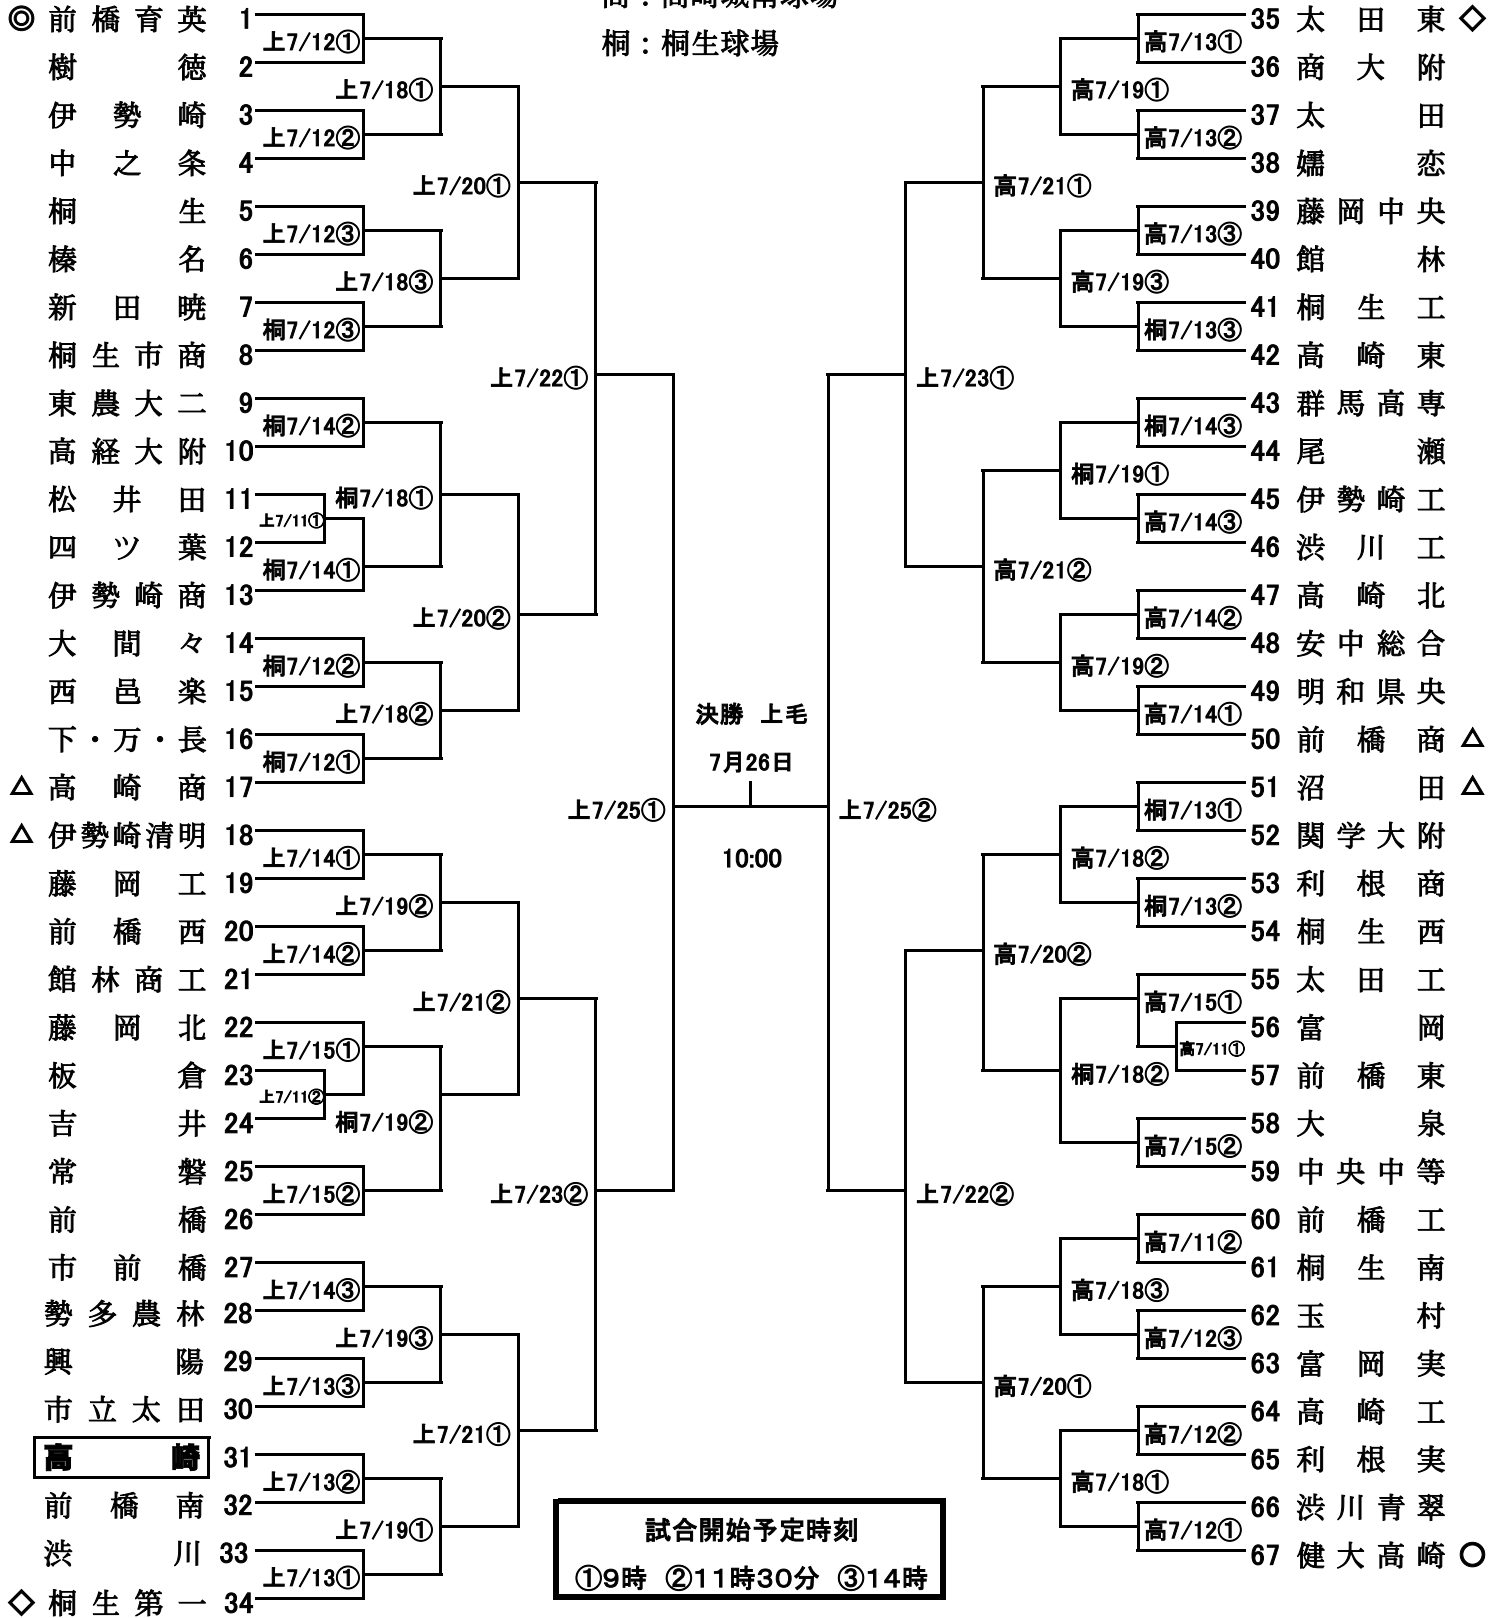 桐：桐生球場
◎ 前橋育英 1
樹徳 2
上7/12①
伊勢崎 3
中之条 4
上7/12②
上7/18①
桐生 5
榛名 6
上7/12③
新田暁 7
桐生市商 8
桐7/12③
上7/18③
上7/20①
東農大二 9
高経大附 10
桐7/14②
松井田 11
四ツ葉 12
上7/11①
伊勢崎商 13
桐7/14①
桐7/18①
大間々 14
西邑楽 15
桐7/12②
下・万・長 16
△ 高崎商 17
桐7/12①
上7/18②
上7/20②
上7/22①
△ 伊勢崎清明 18
藤岡工 19
上7/14①
前橋西 20
館林商工 21
上7/14②
上7/19②
藤岡北 22
板倉 23
吉井 24
上7/11②
上7/15①
常磐 25
前橋 26
上7/15②
桐7/19②
上7/21②
市前橋 27
勢多農林 28
上7/14③
興陽 29
市立太田 30
上7/13③
上7/19③
高崎 31
前橋南 32
上7/13②
渋川 33
◇ 桐生第一 34
上7/13①
上7/19①
上7/21①
上7/23②
上7/25①
決勝 上毛
7月26日
10:00
35 太田東 ◇
36 商大附
高7/13①
37 太田
38 嬬恋
高7/13②
高7/19①
39 藤岡中央
40 館林
高7/13③
41 桐生工
42 高崎東
桐7/13③
高7/19③
高7/21①
43 群馬高専
44 尾瀬
桐7/14③
45 伊勢崎工
46 渋川工
高7/14③
桐7/19①
47 高崎北
48 安中総合
高7/14②
49 明和県央
50 前橋商 △
高7/14①
高7/19②
高7/21②
上7/23①
51 沼田 △
52 関学大附
桐7/13①
53 利根商
54 桐生西
桐7/13②
高7/18②
55 太田工
56 富岡
57 前橋東
高7/11①
高7/15①
58 大泉
59 中央中等
高7/15②
桐7/18②
高7/20②
60 前橋工
61 桐生南
高7/11②
62 玉村
63 富岡実
高7/12③
高7/18③
64 高崎工
65 利根実
高7/12②
66 渋川青翠
67 健大高崎 ○
高7/12①
高7/18①
高7/20①
上7/22②
上7/25②
試合開始予定時刻
①9時 ②11時30分 ③14時